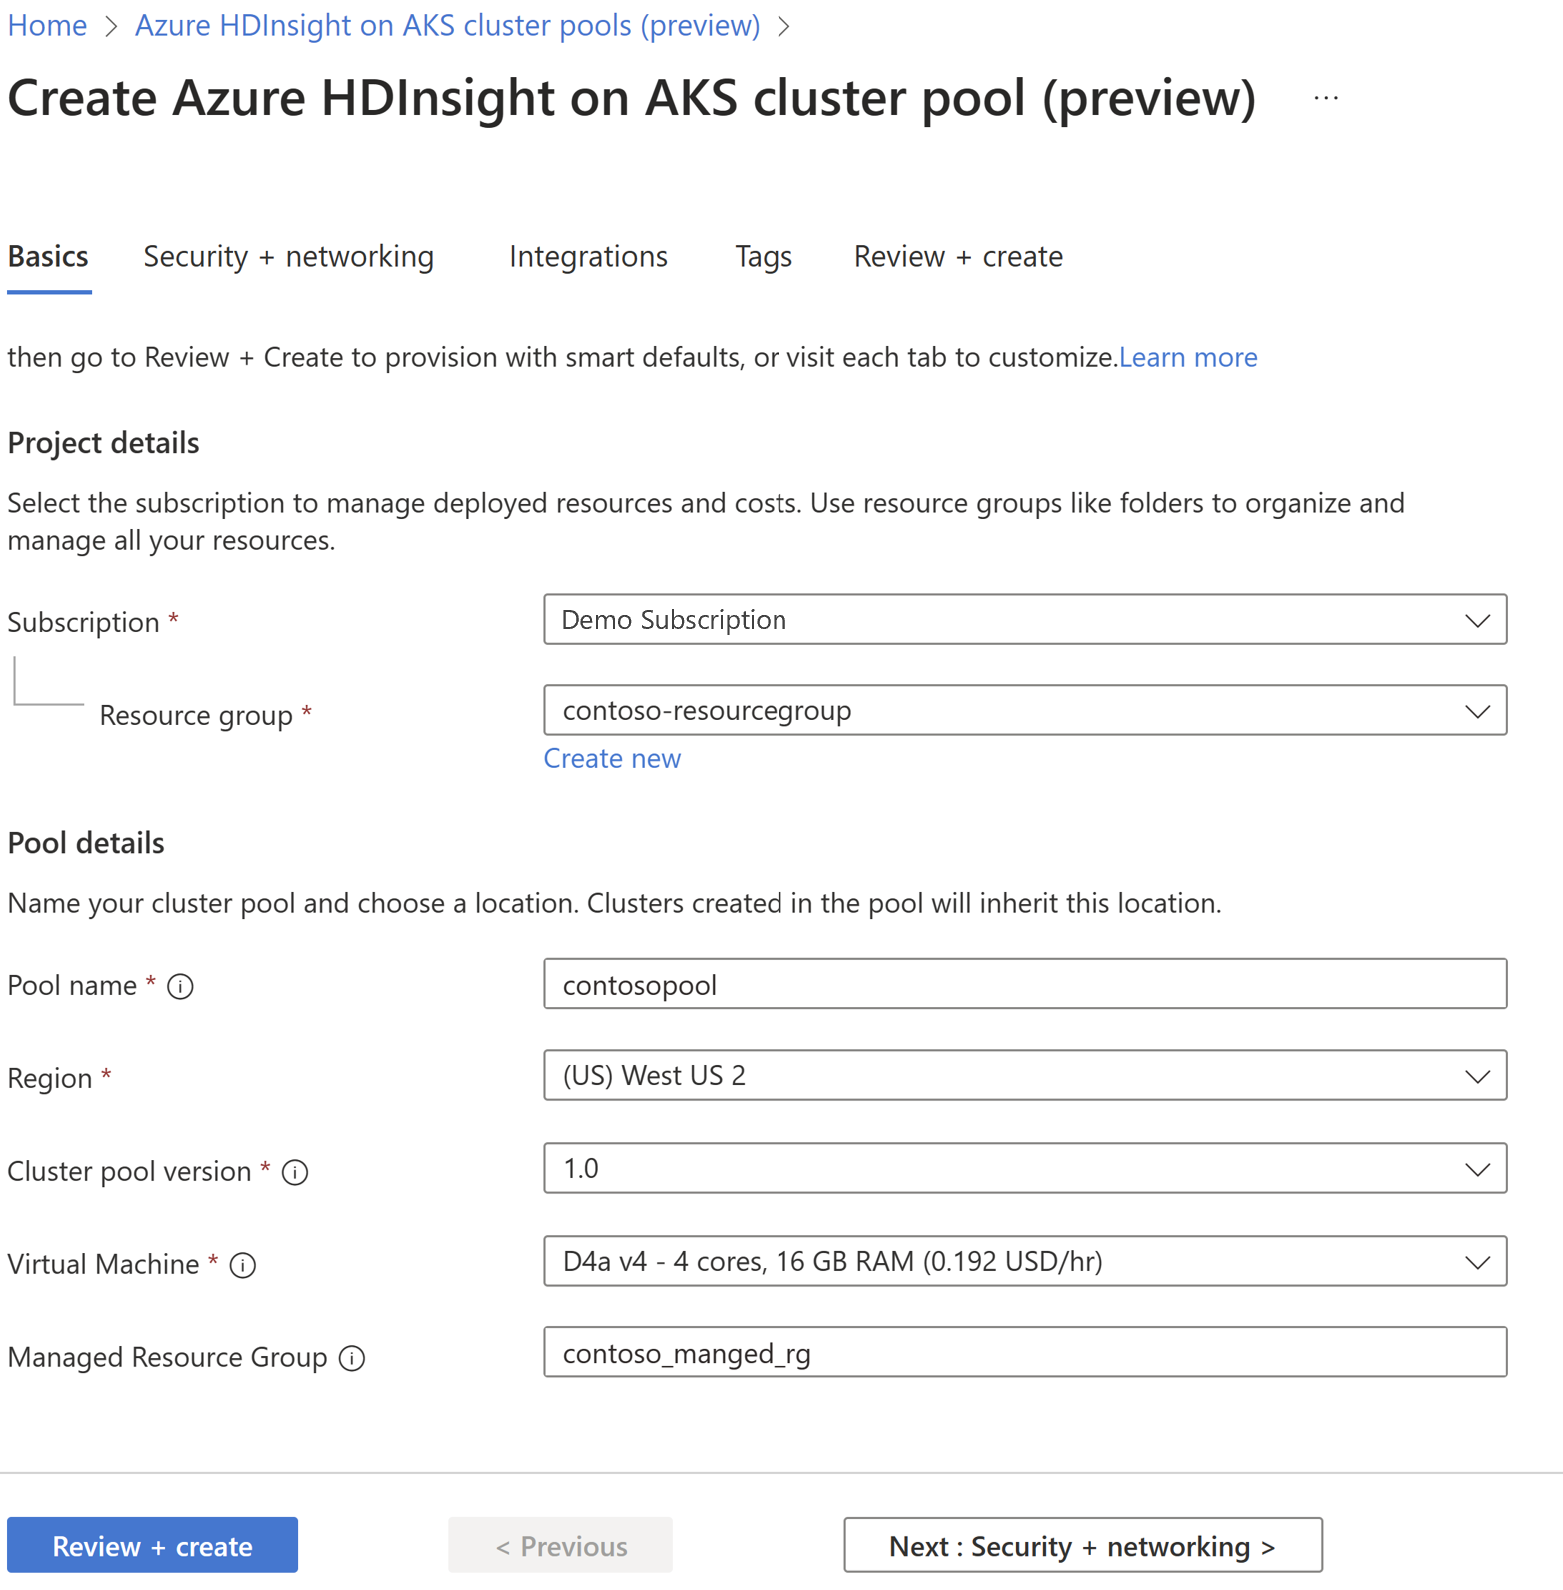 Home > Azure HDInsight on AKS cluster pools (preview) >
Create Azure HDInsight on AKS cluster pool (preview) ...
Basics Security + networking Integrations Tags Review + create
then go to Review + Create to provision with smart defaults, or visit each tab to customize.Learn more
Project details
Select the subscription to manage deployed resources and costs. Use resource groups like folders to organize and
manage all your resources.
Subscription * Demo Subscription
Resource group * contoso-resourcegroup
Create new
Pool details
Name your cluster pool and choose a location. Clusters created in the pool will inherit this location.
Pool name * contosopool
Region * (US) West US 2
Cluster pool version * 1.0
Virtual Machine * D4a v4 - 4 cores, 16 GB RAM (0.192 USD/hr)
Managed Resource Group contoso_manged_rg
Review + create < Previous Next : Security + networking >